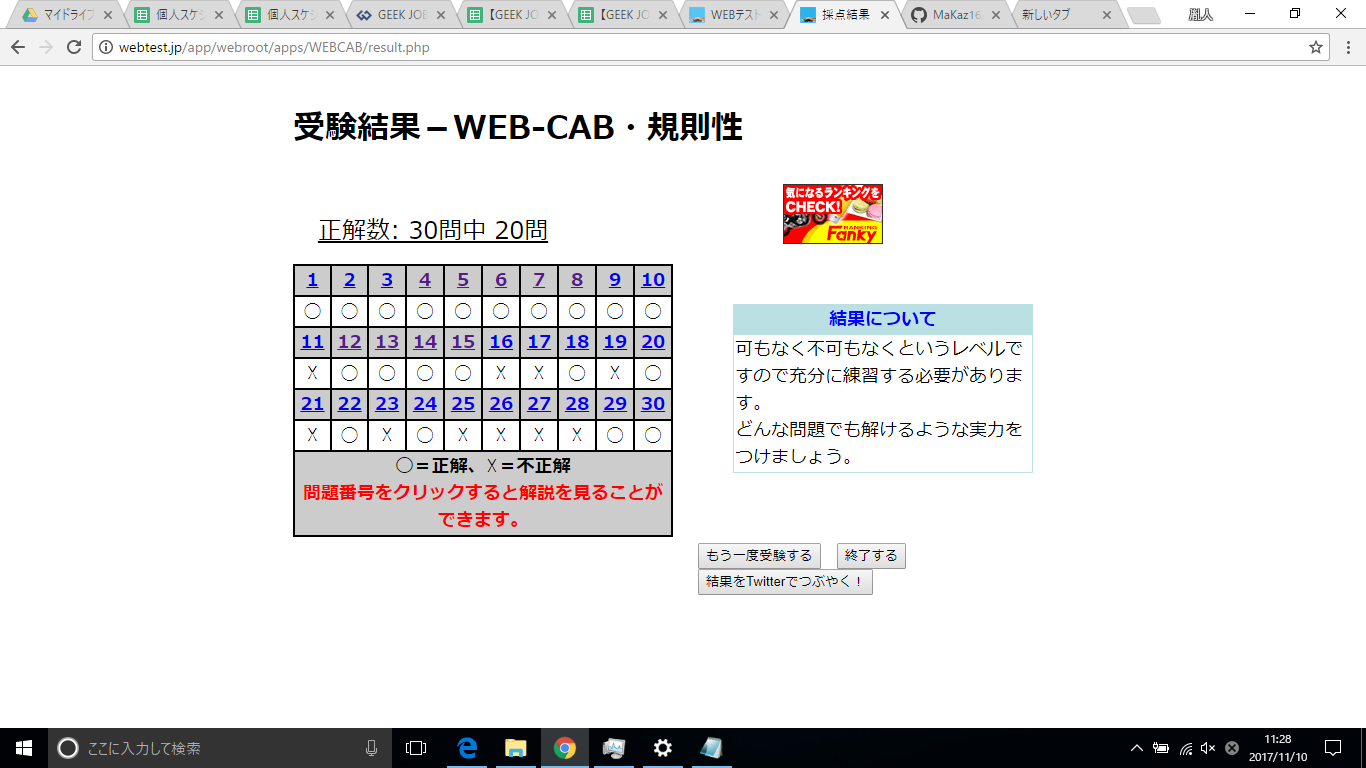 マイドライブ
個人スケジ
個人スケジ
GEEK JOB
【GEEK JO
【GEEK JO
WEBテスト
採点結果
MaKaz16
新しいタブ
webtest.jp/app/webroot/apps/WEBCAB/result.php
受験結果－WEB-CAB・規則性
正解数: 30問中 20問
気になるランキングを
CHECK!
RANKING
Fanky
1 2 3 4 5 6 7 8 9 10
○ ○ ○ ○ ○ ○ ○ ○ ○ ○
11 12 13 14 15 16 17 18 19 20
☓ ○ ○ ○ ○ ☓ ☓ ○ ☓ ○
21 22 23 24 25 26 27 28 29 30
☓ ○ ☓ ○ ☓ ☓ ☓ ☓ ○ ○
○＝正解、☓＝不正解
問題番号をクリックすると解説を見ることが
できます。
結果について
可もなく不可もなくというレベルで
すので充分に練習する必要がありま
す。
どんな問題でも解けるような実力を
つけましょう。
もう一度受験する
終了する
結果をTwitterでつぶやく！
ここに入力して検索
11:28
2017/11/10